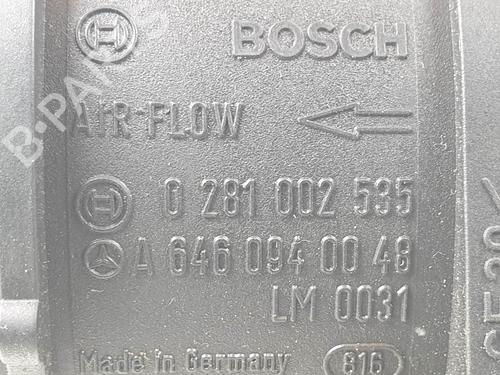 BOSCH
AIR FLOW
0 281 002 535
A 646 094 00 48
LM 0031
Made in Germany 816
B-PARTS